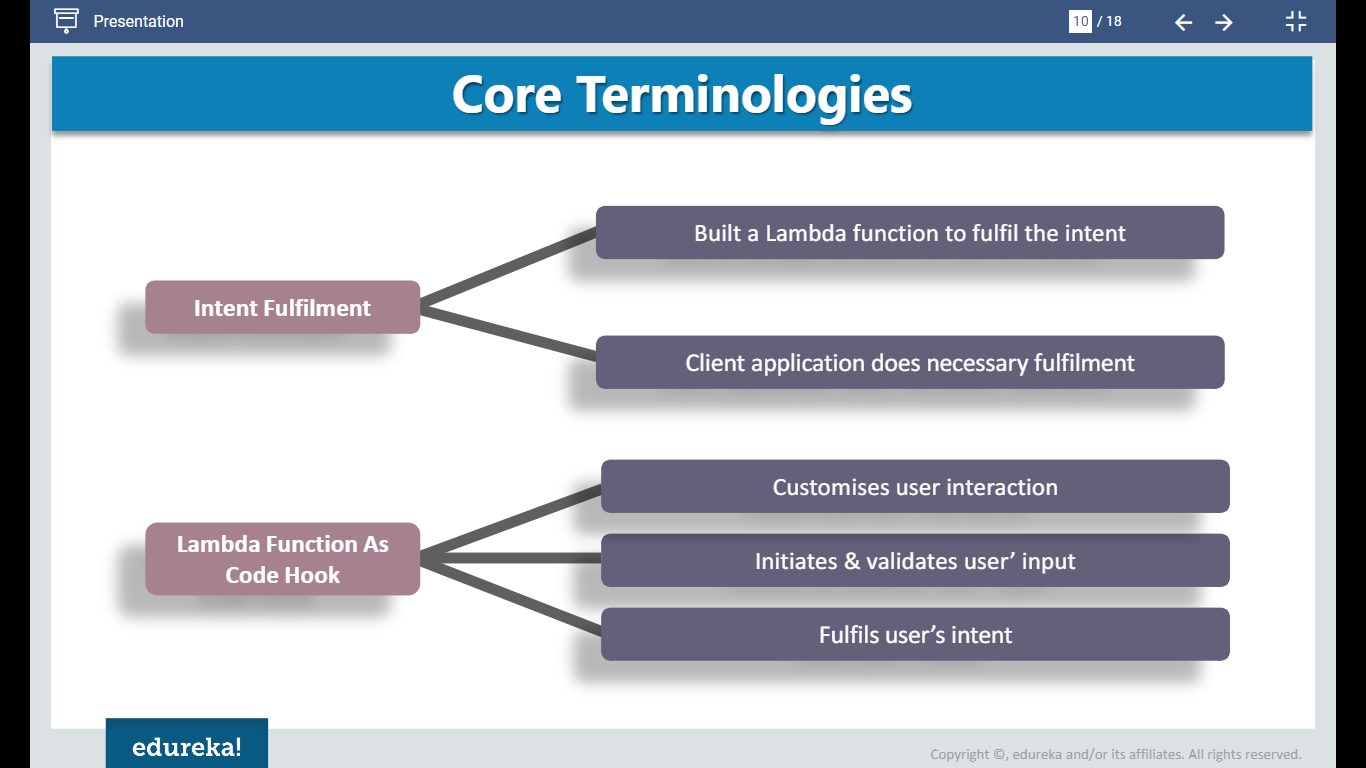 Presentation
10 / 18
Core Terminologies
Intent Fulfilment
Built a Lambda function to fulfil the intent
Client application does necessary fulfilment
Lambda Function As
Code Hook
Customises user interaction
Initiates & validates user’ input
Fulfils user’s intent
edureka!
Copyright ©, edureka and/or its affiliates. All rights reserved.